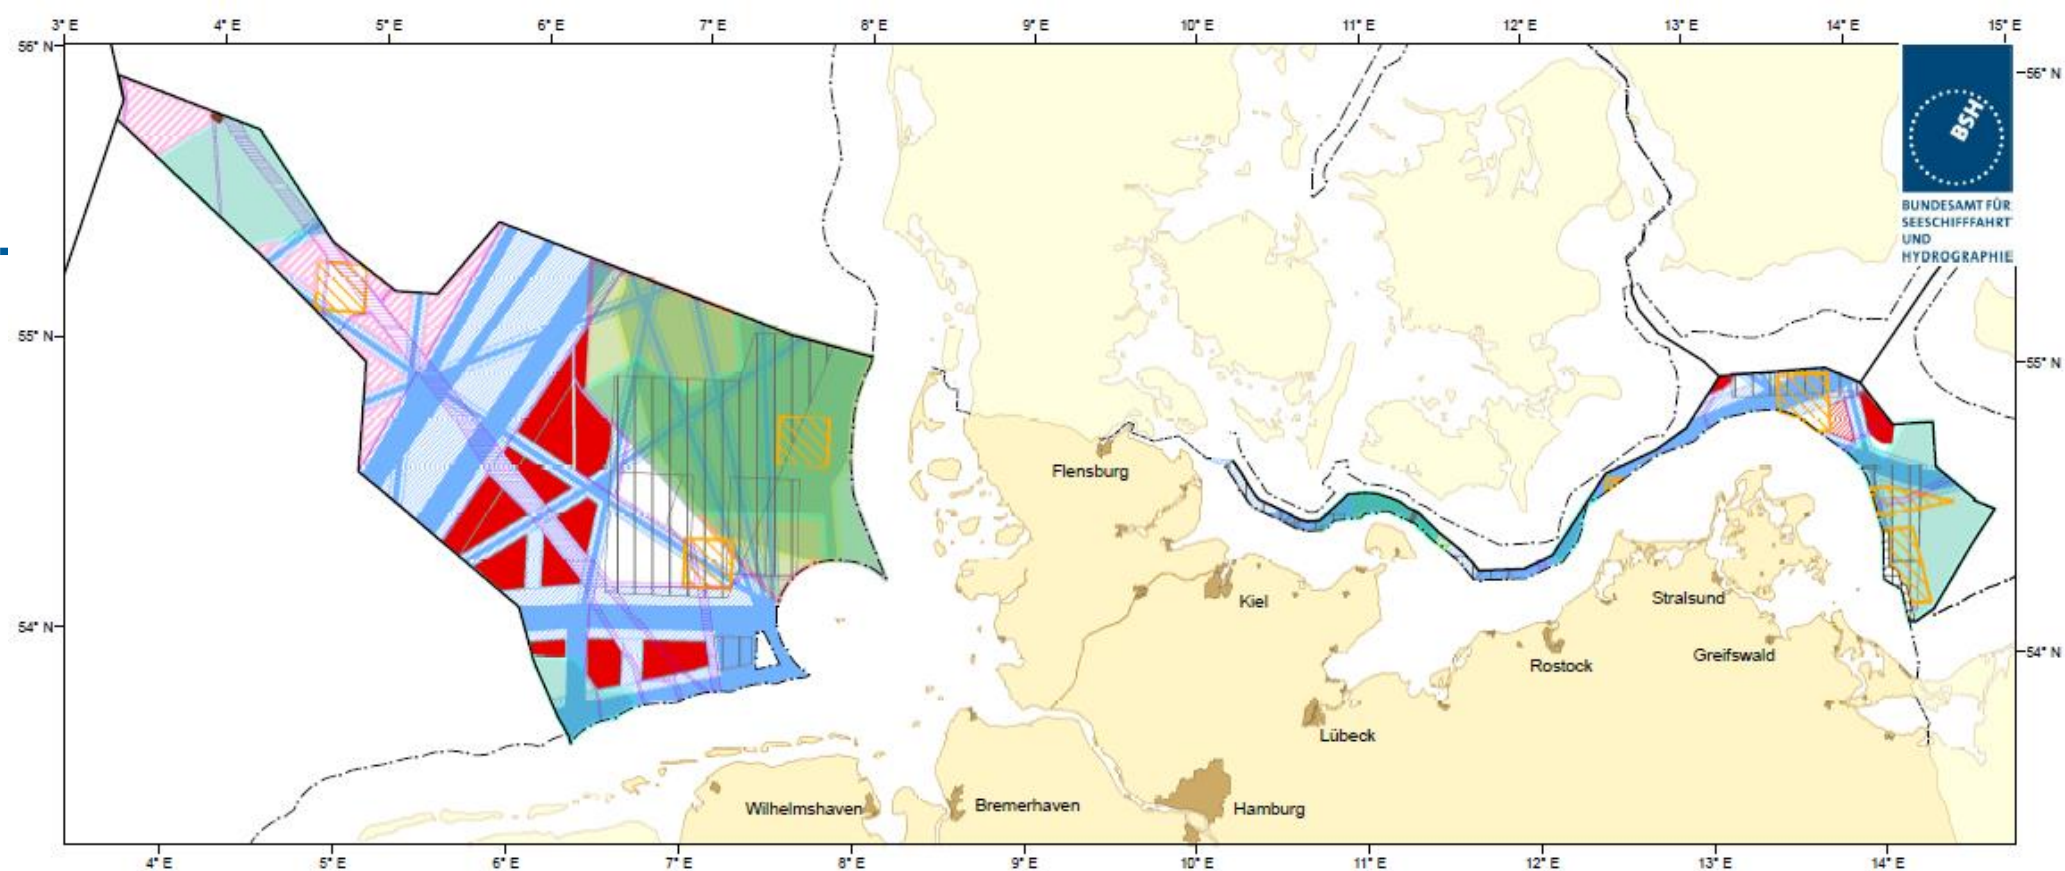 3° E 4° E 5° E 6° E 7° E 8° E 9° E 10° E 11° E 12° E 13° E 14° E 15° E
56° N
56° N
BSH
BUNDESAMT FÜR
SEESCHIFFFAHRT
UND
HYDROGRAPHIE
55° N
55° N
Flensburg
Kiel
Stralsund
54° N
54° N
Rostock
Greifswald
Lübeck
Wilhelmshaven
Bremerhaven
Hamburg
4° E 5° E 6° E 7° E 8° E 9° E 10° E 11° E 12° E 13° E 14° E